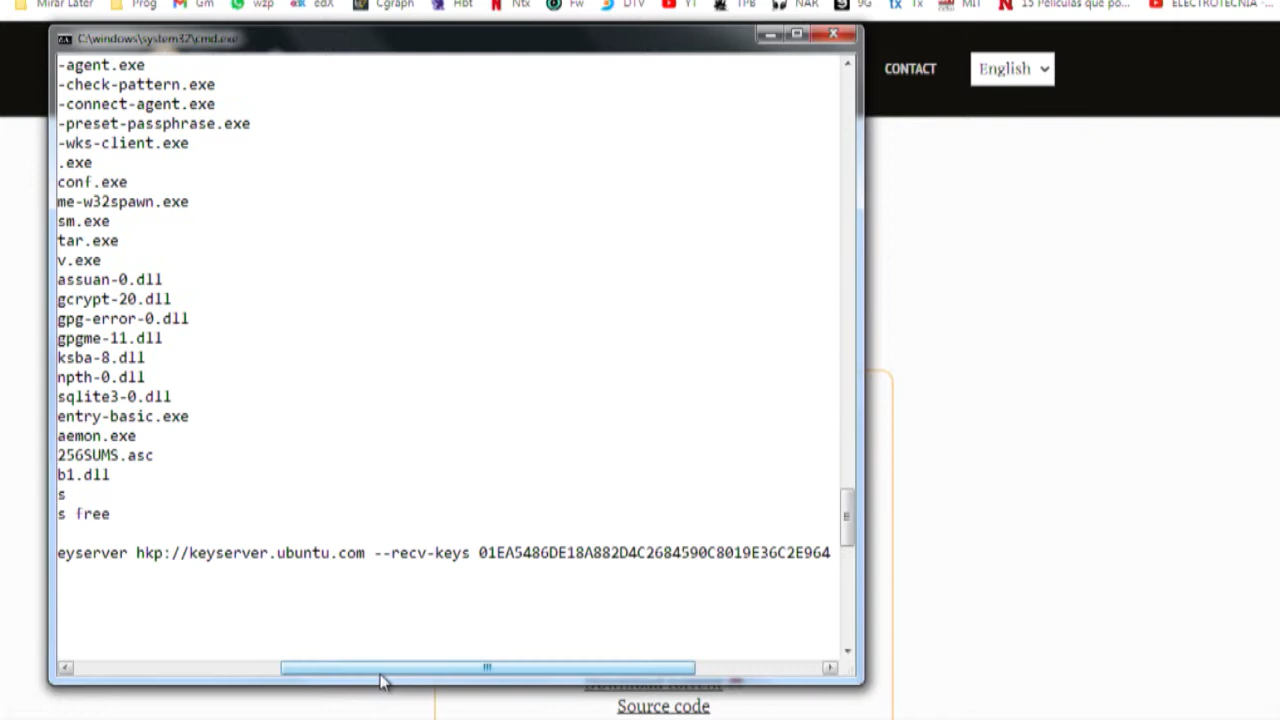 Mirar Later Prog Gm wzp edX Cgraph Hbt Ntx Fw DTV YT TPB NAR 9G Tx MIT 15 Películas que po... ELECTROTECNIA -...
C:\windows\system32\cmd.exe
CONTACT
English
-agent.exe
-check-pattern.exe
-connect-agent.exe
-preset-passphrase.exe
-wks-client.exe
.exe
conf.exe
me-w32spawn.exe
sm.exe
tar.exe
v.exe
assuan-0.dll
gcrypt-20.dll
gpg-error-0.dll
gpgme-11.dll
ksba-8.dll
npth-0.dll
sqlite3-0.dll
entry-basic.exe
aemon.exe
256SUMS.asc
b1.dll
s
s free
eyserver hkp://keyserver.ubuntu.com --recv-keys 01EA5486DE18A882D4C2684590C8019E36C2E964
Download torrent
Source code